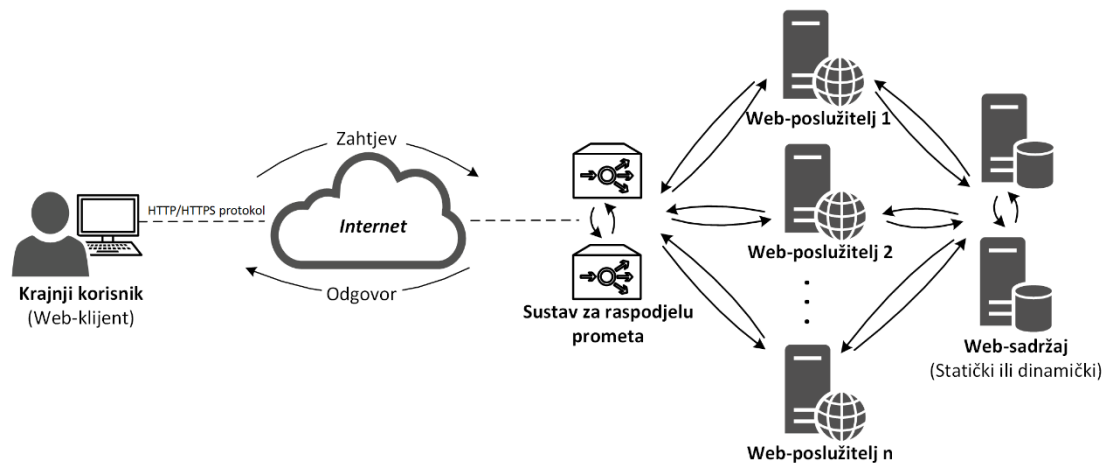 Zahtjev
HTTP/HTTPS protokol
Internet
Odgovor
Krajnji korisnik
(Web-klijent)
Sustav za raspodjelu
prometa
Web-poslužitelj 1
Web-poslužitelj 2
Web-poslužitelj n
Web-sadržaj
(Statički ili dinamički)